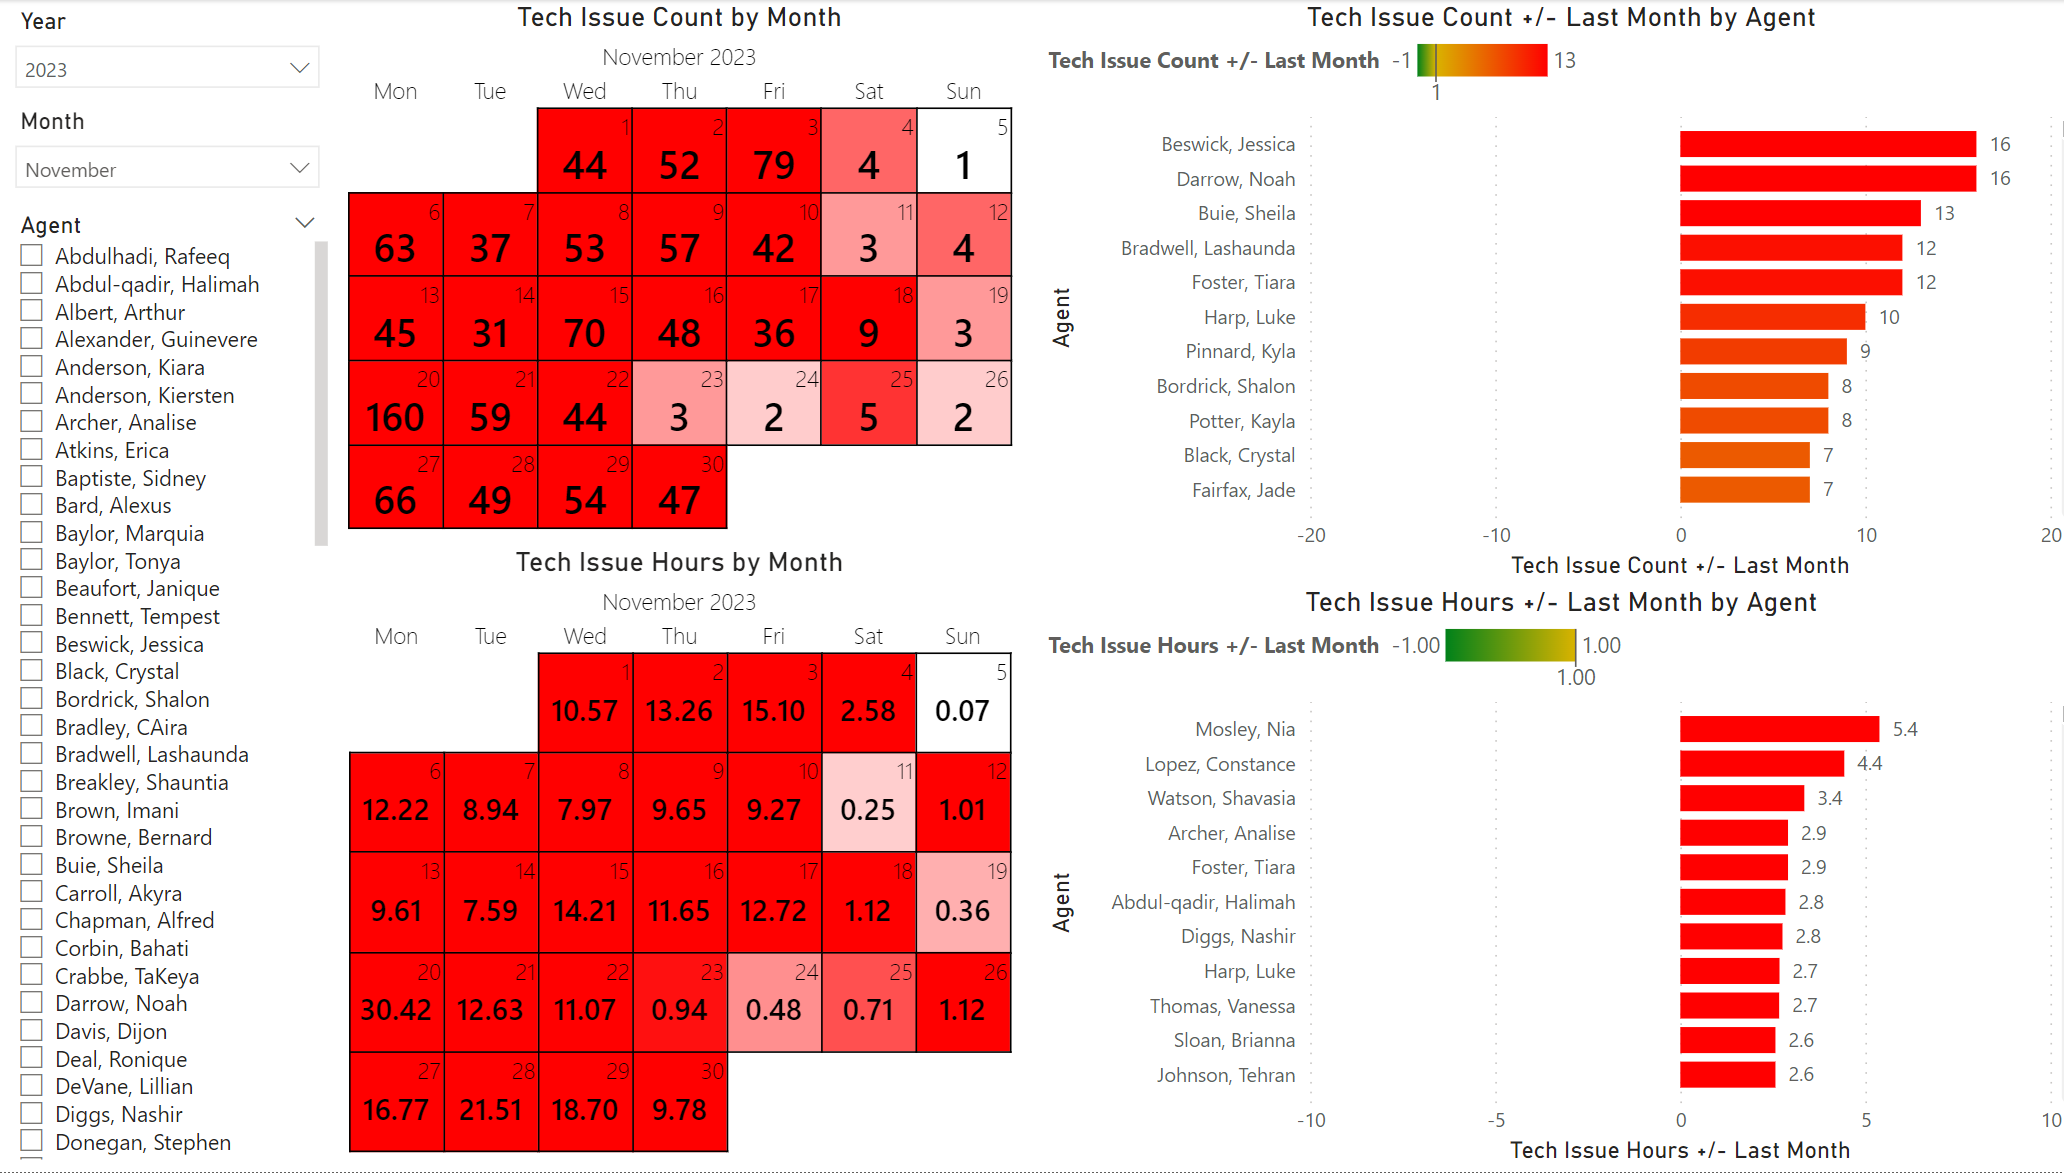 Year
2023
Month
November
Agent
Abdulhadi, Rafeeq
Abdul-qadir, Halimah
Albert, Arthur
Alexander, Guinevere
Anderson, Kiara
Anderson, Kiersten
Archer, Analise
Atkins, Erica
Baptiste, Sidney
Bard, Alexus
Baylor, Marquia
Baylor, Tonya
Beaufort, Janique
Bennett, Tempest
Beswick, Jessica
Black, Crystal
Bordrick, Shalon
Bradley, CAira
Bradwell, Lashaunda
Breakley, Shauntia
Brown, Imani
Browne, Bernard
Buie, Sheila
Carroll, Akyra
Chapman, Alfred
Corbin, Bahati
Crabbe, TaKeya
Darrow, Noah
Davis, Dijon
Deal, Ronique
DeVane, Lillian
Diggs, Nashir
Donegan, Stephen
Tech Issue Count by Month
November 2023
Mon Tue Wed Thu Fri Sat Sun
1 2 3 4 5
44 52 79 4 1
6 7 8 9 10 11 12
63 37 53 57 42 3 4
13 14 15 16 17 18 19
45 31 70 48 36 9 3
20 21 22 23 24 25 26
160 59 44 3 2 5 2
27 28 29 30
66 49 54 47
Tech Issue Hours by Month
November 2023
Mon Tue Wed Thu Fri Sat Sun
1 2 3 4 5
10.57 13.26 15.10 2.58 0.07
6 7 8 9 10 11 12
12.22 8.94 7.97 9.65 9.27 0.25 1.01
13 14 15 16 17 18 19
9.61 7.59 14.21 11.65 12.72 1.12 0.36
20 21 22 23 24 25 26
30.42 12.63 11.07 0.94 0.48 0.71 1.12
27 28 29 30
16.77 21.51 18.70 9.78
Tech Issue Count +/- Last Month by Agent
Tech Issue Count +/- Last Month -1 13
1
Agent
Beswick, Jessica 16
Darrow, Noah 16
Buie, Sheila 13
Bradwell, Lashaunda 12
Foster, Tiara 12
Harp, Luke 10
Pinnard, Kyla 9
Bordrick, Shalon 8
Potter, Kayla 8
Black, Crystal 7
Fairfax, Jade 7
-20 -10 0 10 20
Tech Issue Count +/- Last Month
Tech Issue Hours +/- Last Month by Agent
Tech Issue Hours +/- Last Month -1.00 1.00
1.00
Agent
Mosley, Nia 5.4
Lopez, Constance 4.4
Watson, Shavasia 3.4
Archer, Analise 2.9
Foster, Tiara 2.9
Abdul-qadir, Halimah 2.8
Diggs, Nashir 2.8
Harp, Luke 2.7
Thomas, Vanessa 2.7
Sloan, Brianna 2.6
Johnson, Tehran 2.6
-10 -5 0 5 10
Tech Issue Hours +/- Last Month